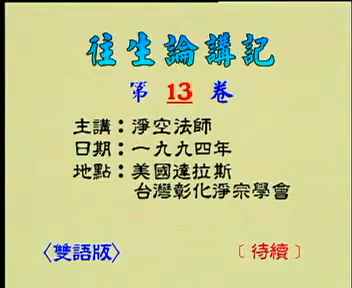 往生論講記
第 13 卷
主講：淨空法師
日期：一九九四年
地點：美國達拉斯
台灣彰化淨宗學會
〈雙語版〉 〔待續〕